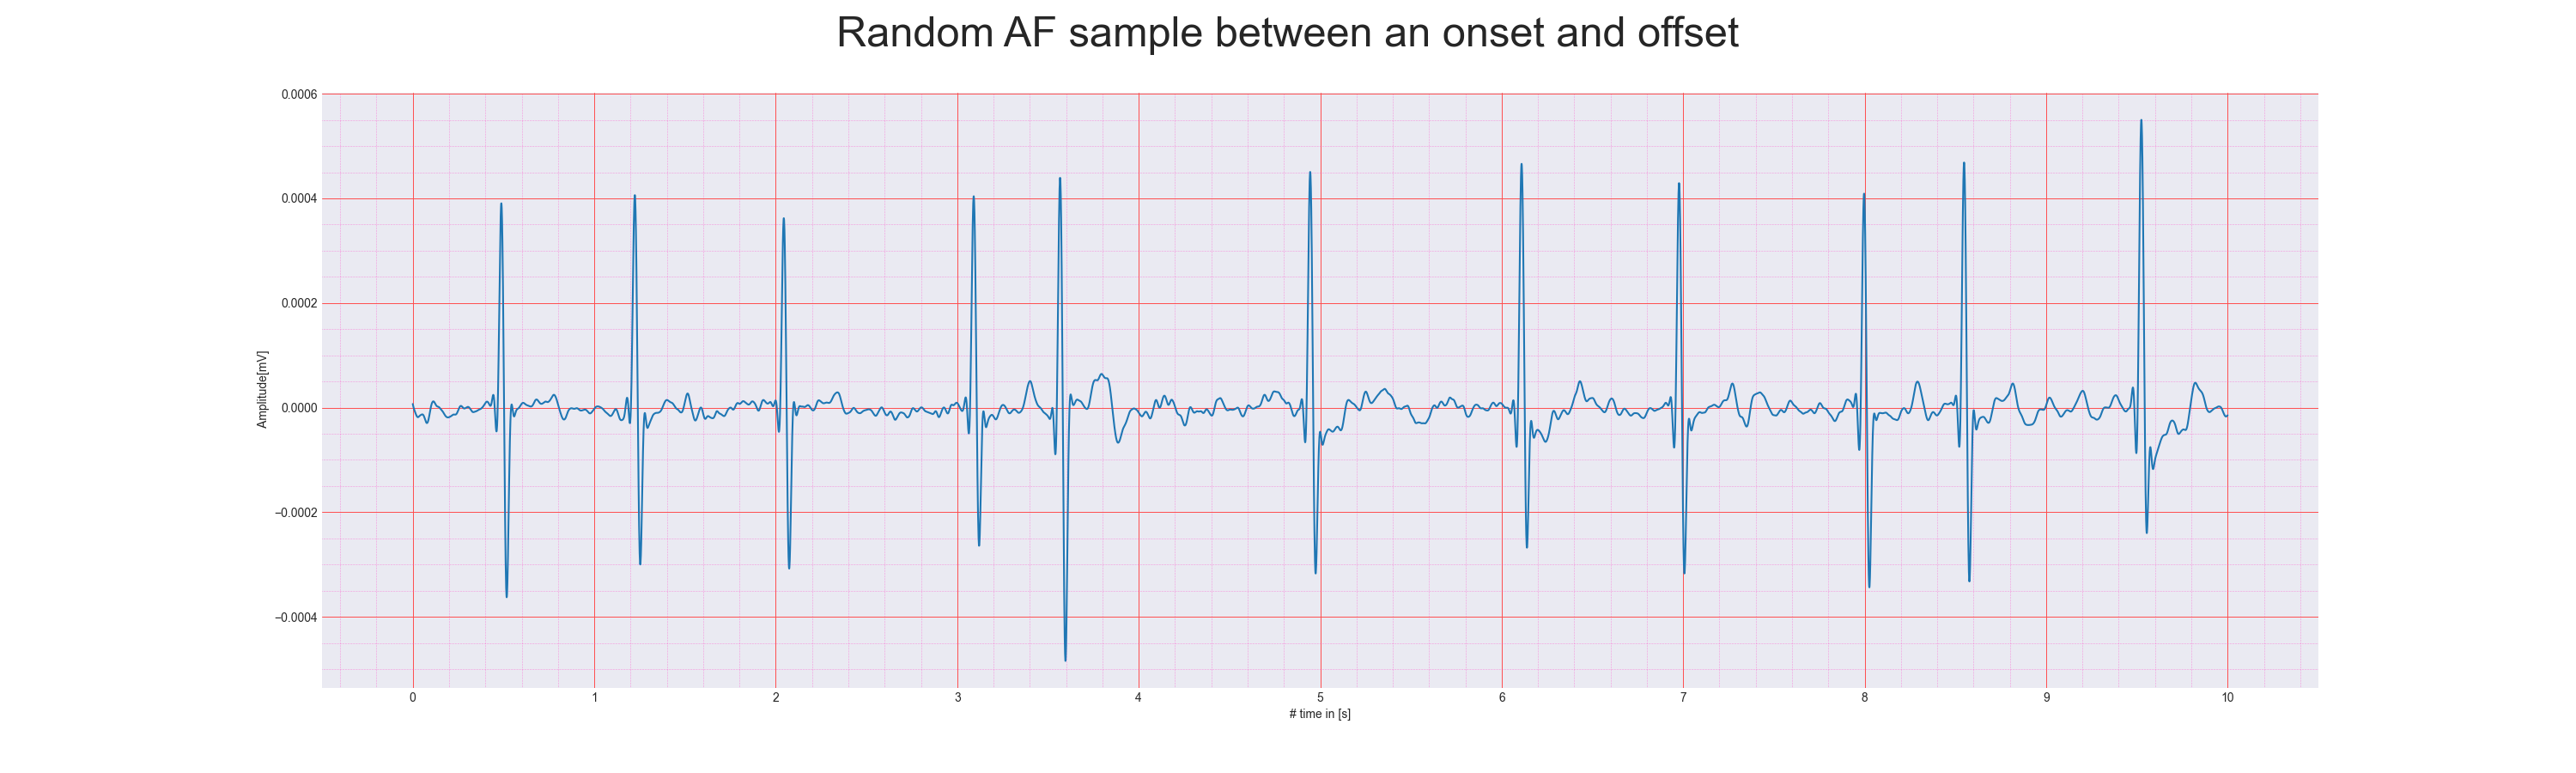 Random AF sample between an onset and offset
0.0006
0.0004
0.0002
0.0000
−0.0002
−0.0004
Amplitude[mV]
0 1 2 3 4 5 6 7 8 9 10
# time in [s]